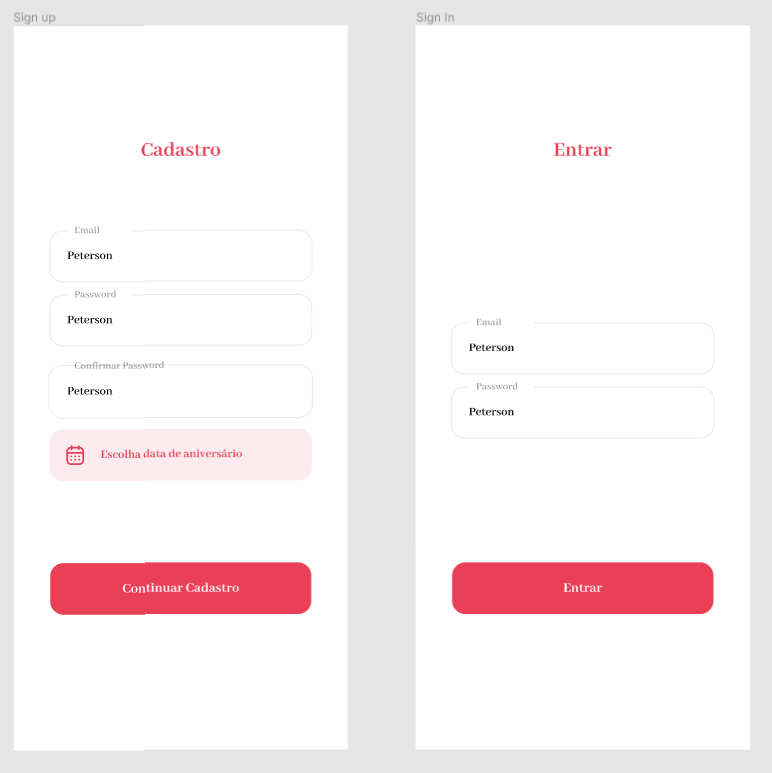 Sign up
Cadastro
Email
Peterson
Password
Peterson
Confirmar Password
Peterson
Escolha data de aniversário
Continuar Cadastro
Sign In
Entrar
Email
Peterson
Password
Peterson
Entrar